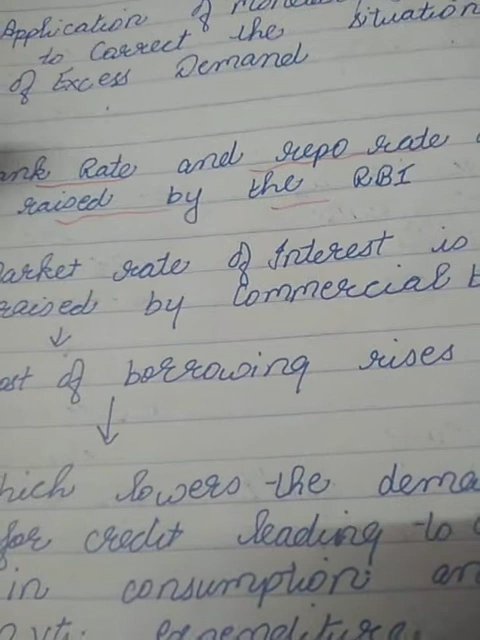 Application of
to Correct the situation
of Excess Demand
Rate and repo rate
raised by the RBI
rate of Interest is
raised by Commercial
↓
of borrowing rises
↓
lowers the
for credit leading to
in consumption